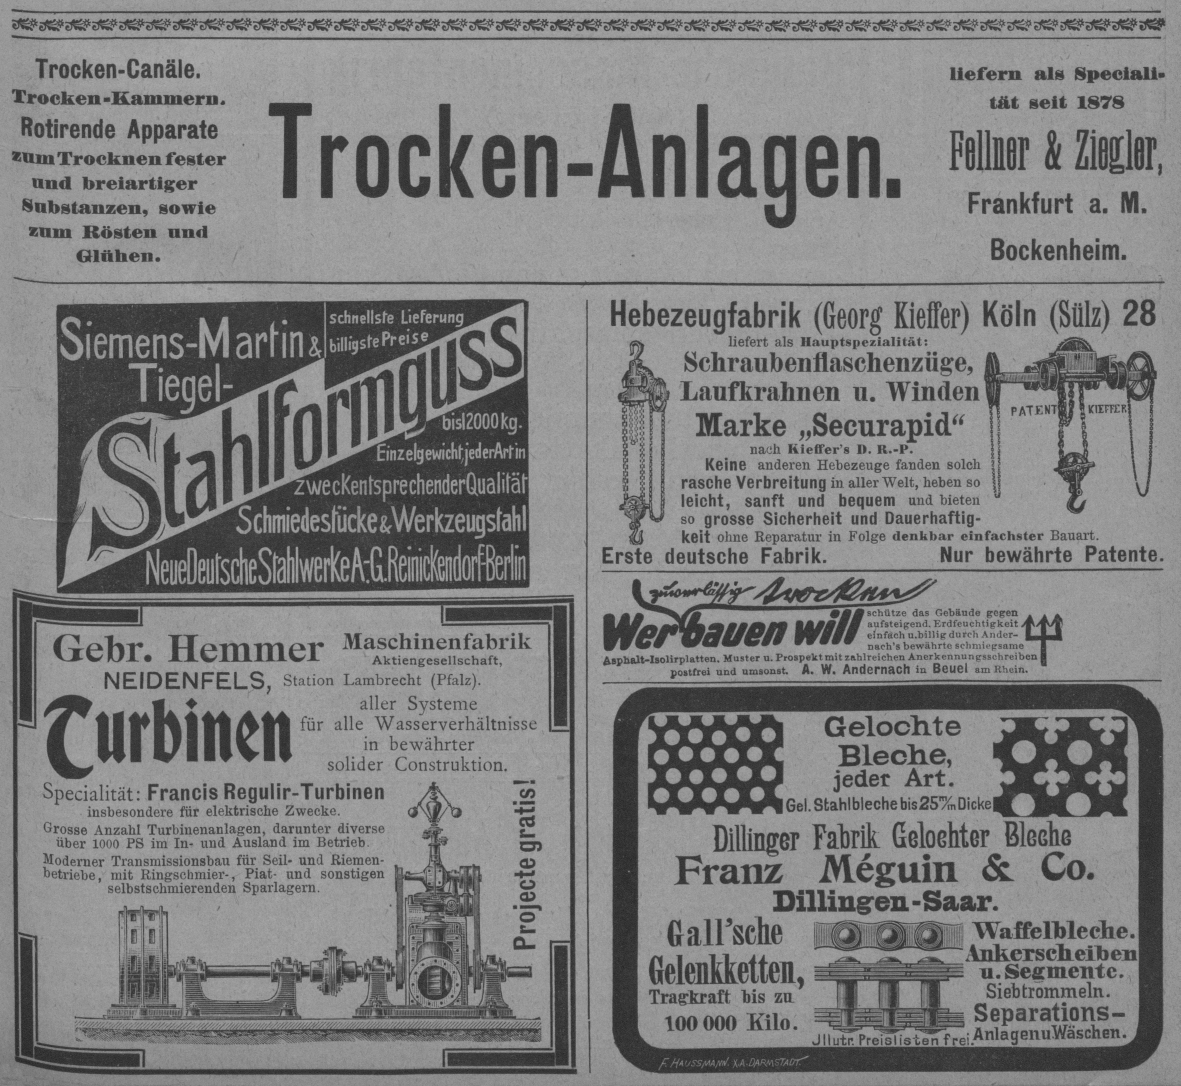 Trocken-Canäle.
Trocken-Kammern.
Rotirende Apparate
zum Trocknen fester
und breiartiger
Substanzen, sowie
zum Rösten und
Glühen.
Trocken-Anlagen.
liefern als Speciali-
tät seit 1878
Fellner & Ziegler,
Frankfurt a. M.
Bockenheim.
Siemens-Martin &
Tiegel-
schnellste Lieferung
billigste Preise
Stahlformguss
bis 12000 kg.
Einzelgewicht, jeder Art in
zweckentsprechender Qualität
Schmiedestücke & Werkzeugstahl
Neue Deutsche Stahlwerke A-G. Reinickendorf-Berlin
Hebezeugfabrik (Georg Kieffer) Köln (Sülz) 28
liefert als Hauptspezialität:
Schraubenflaschenzüge,
Laufkrahnen u. Winden
Marke „Securapid“
nach Kieffer's D. R.-P.
PATENT KIEFFER
Keine anderen Hebezeuge fanden solch
rasche Verbreitung in aller Welt, heben so
leicht, sanft und bequem und bieten
so grosse Sicherheit und Dauerhaftig-
keit ohne Reparatur in Folge denkbar einfachster Bauart.
Erste deutsche Fabrik. Nur bewährte Patente.
zuverlässig trocken
Wer bauen will
schütze das Gebäude gegen
aufsteigend. Erdfeuchtigkeit
einfach u. billig durch Ander-
nach's bewährte schmiegsame
Asphalt-Isolirplatten. Muster u. Prospekt mit zahlreichen Anerkennungsschreiben
postfrei und umsonst. A. W. Andernach in Beuel am Rhein.
Gebr. Hemmer
Maschinenfabrik
Aktiengesellschaft,
NEIDENFELS, Station Lambrecht (Pfalz).
Turbinen
aller Systeme
für alle Wasserverhältnisse
in bewährter
solider Construktion.
Specialität: Francis Regulir-Turbinen
insbesondere für elektrische Zwecke.
Grosse Anzahl Turbinenanlagen, darunter diverse
über 1000 PS im In- und Ausland im Betrieb.
Moderner Transmissionsbau für Seil- und Riemen-
betriebe, mit Ringschmier-, Piat- und sonstigen
selbstschmierenden Sparlagern.
Projecte gratis!
Gelochte
Bleche,
jeder Art.
Gel. Stahlbleche bis 25 m/m Dicke
Dillinger Fabrik Gelochter Bleche
Franz Méguin & Co.
Dillingen-Saar.
Gall'sche
Gelenkketten,
Tragkraft bis zu
100 000 Kilo.
Waffelbleche.
Ankerscheiben
u. Segmente.
Siebtrommeln.
Separations-
Anlagen u. Wäschen.
Jllutr. Preislisten frei.
F. HAUSSMANN. X.A. DARMSTADT.